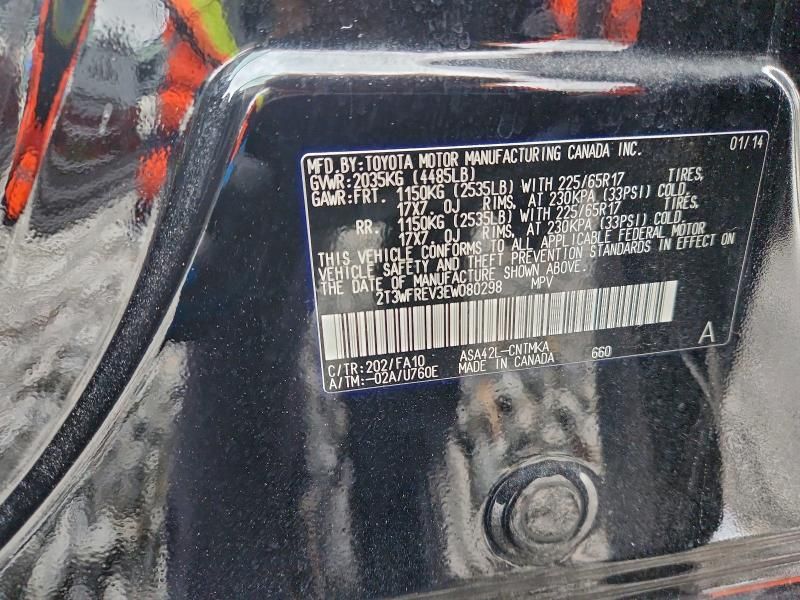 MFD.BY:TOYOTA MOTOR MANUFACTURING CANADA INC. 01/14
GVWR:2035KG (4485LB)
GAWR:FRT. 1150KG (2535LB) WITH 225/65R17 TIRES,
17X7 0J RIMS, AT 230KPA (33PSI) COLD.
RR. 1150KG (2535LB) WITH 225/65R17 TIRES,
17X7 0J RIMS, AT 230KPA (33PSI) COLD.
THIS VEHICLE CONFORMS TO ALL APPLICABLE FEDERAL MOTOR
VEHICLE SAFETY AND THEFT PREVENTION STANDARDS IN EFFECT ON
THE DATE OF MANUFACTURE SHOWN ABOVE.
2T3WFREV3EW080298 MPV
A
C/TR:202/FA10 ASA42L-CNTMKA 660
A/TM:-02A/U760E MADE IN CANADA